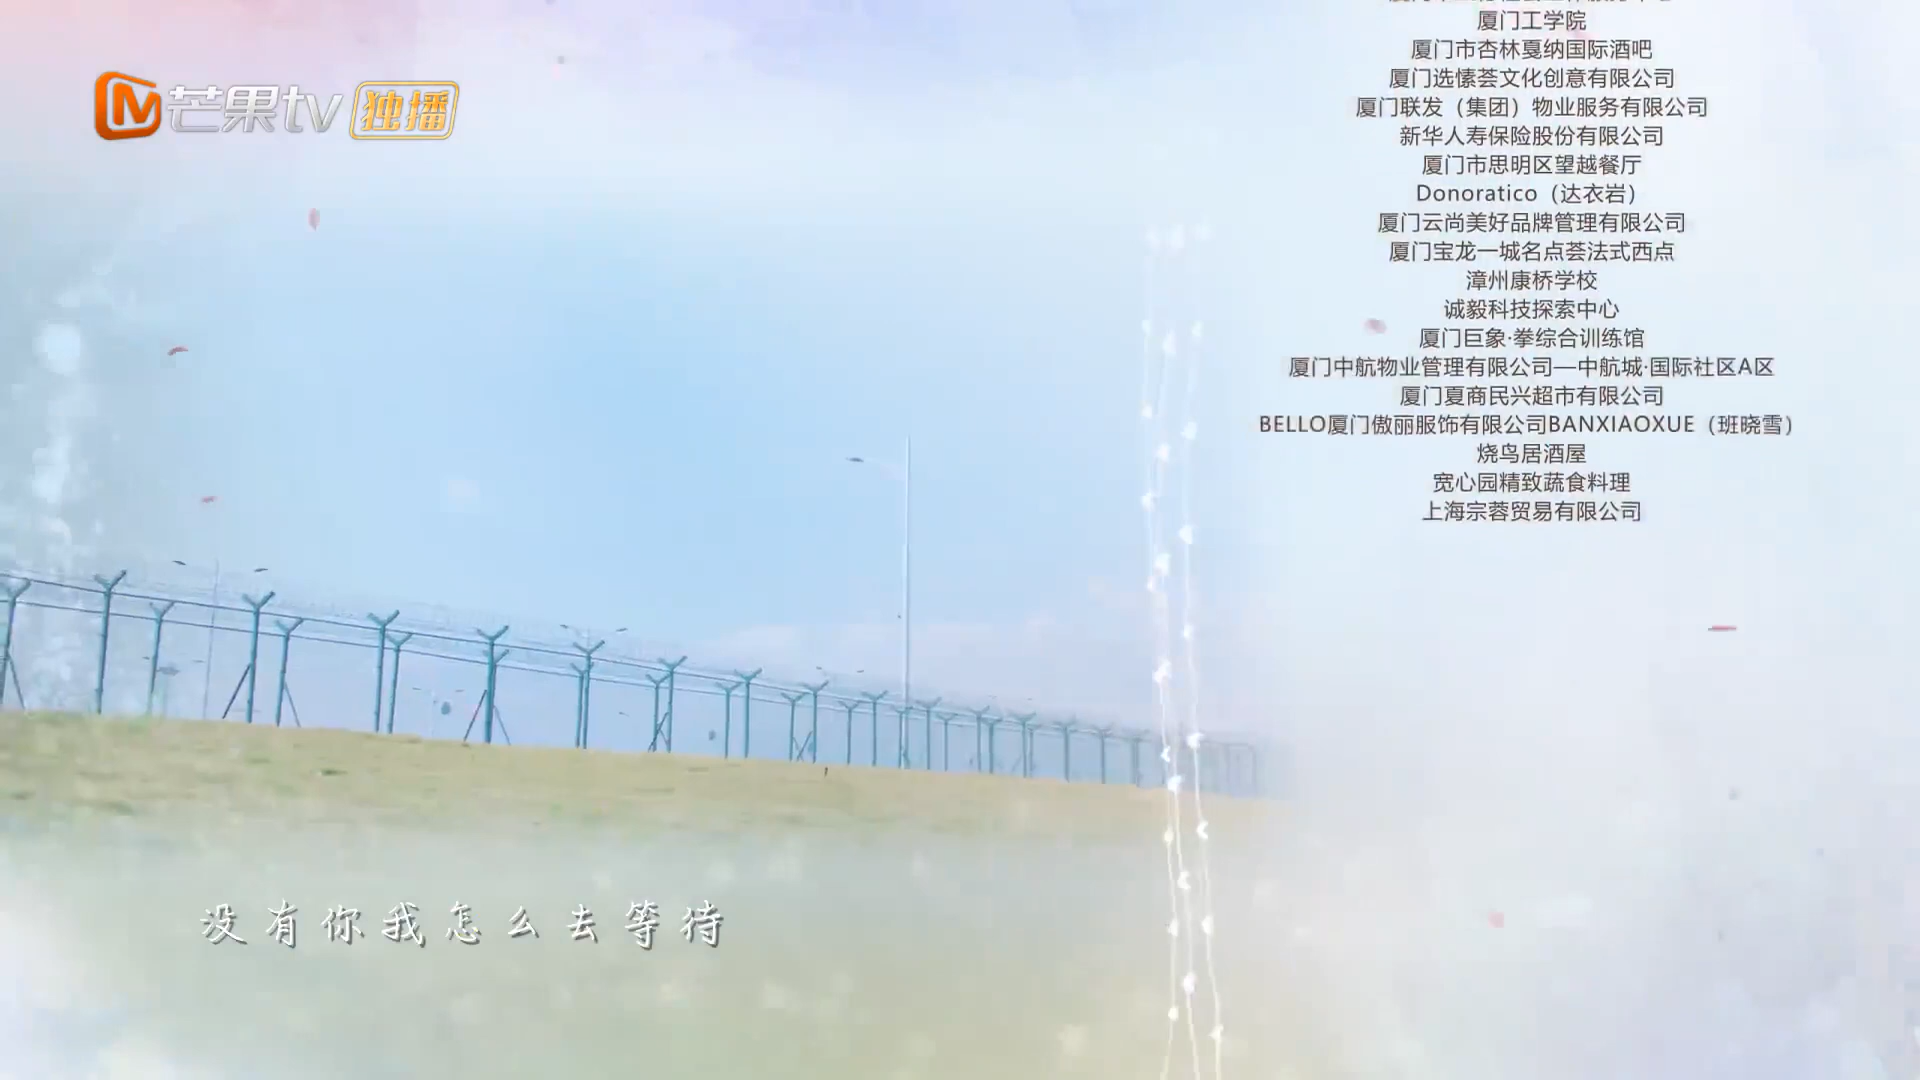 芒果tv 独播
厦门工学院
厦门市杏林戛纳国际酒吧
厦门选愫荟文化创意有限公司
厦门联发（集团）物业服务有限公司
新华人寿保险股份有限公司
厦门市思明区望越餐厅
Donoratico（达衣岩）
厦门云尚美好品牌管理有限公司
厦门宝龙一城名点荟法式西点
漳州康桥学校
诚毅科技探索中心
厦门巨象·拳综合训练馆
厦门中航物业管理有限公司—中航城·国际社区A区
厦门夏商民兴超市有限公司
BELLO厦门傲丽服饰有限公司BANXIAOXUE（班晓雪）
烧鸟居酒屋
宽心园精致蔬食料理
上海宗蓉贸易有限公司
没有你我怎么去等待